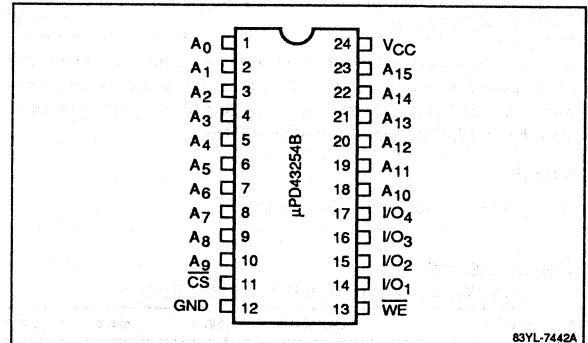 A0 1 24 VCC
A1 2 23 A15
A2 3 22 A14
A3 4 21 A13
A4 5 20 A12
A5 6 19 A11
A6 7 18 A10
A7 8 17 I/O4
A8 9 16 I/O3
A9 10 15 I/O2
CS 11 14 I/O1
GND 12 13 WE
µPD43254B
83YL-7442A